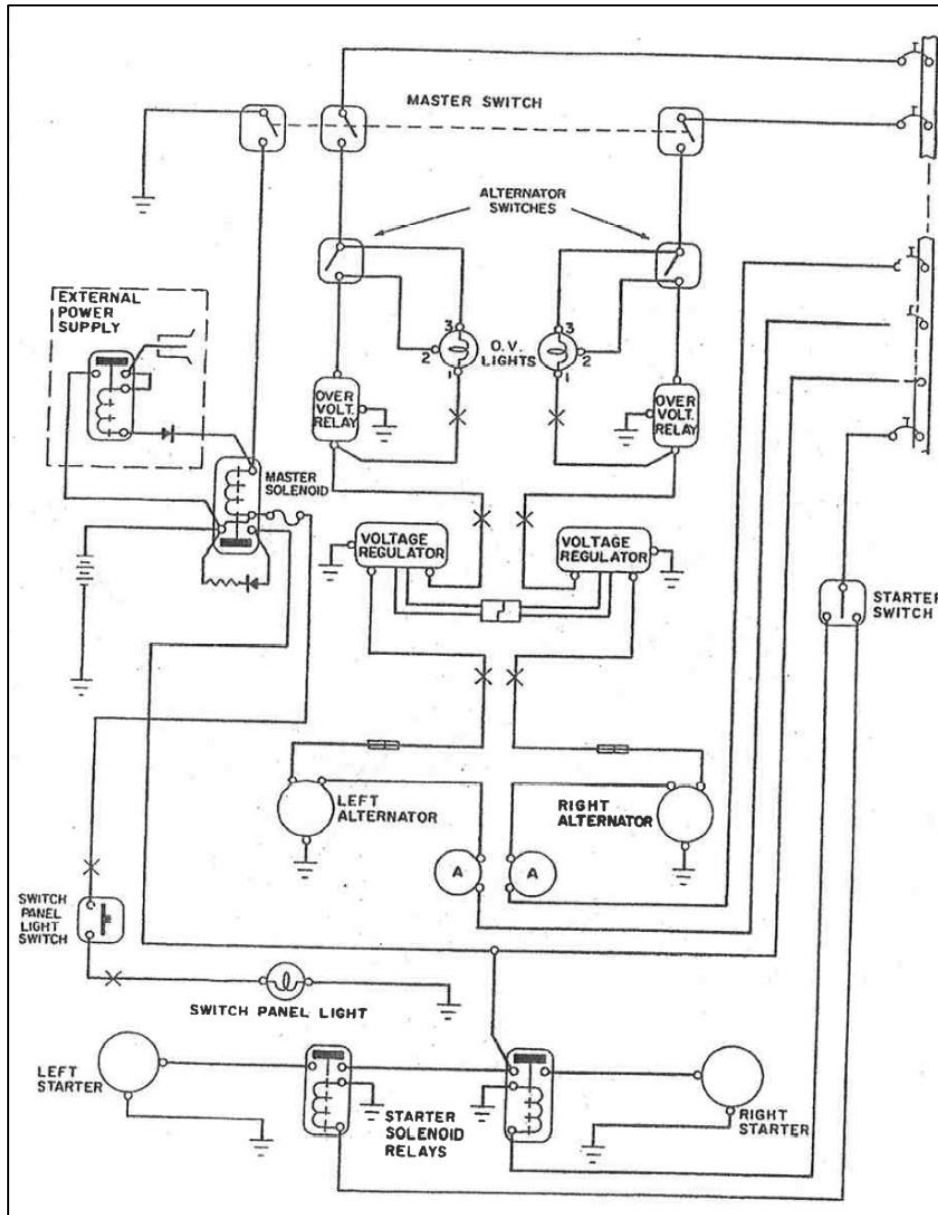 MASTER SWITCH
ALTERNATOR
SWITCHES
EXTERNAL
POWER
SUPPLY
3
3
2
O.V.
LIGHTS
2
1
1
OVER
VOLT.
RELAY
OVER
VOLT.
RELAY
MASTER
SOLENOID
VOLTAGE
REGULATOR
VOLTAGE
REGULATOR
STARTER
SWITCH
LEFT
ALTERNATOR
RIGHT
ALTERNATOR
A
A
SWITCH
PANEL
LIGHT
SWITCH
SWITCH PANEL LIGHT
LEFT
STARTER
STARTER
SOLENOID
RELAYS
RIGHT
STARTER